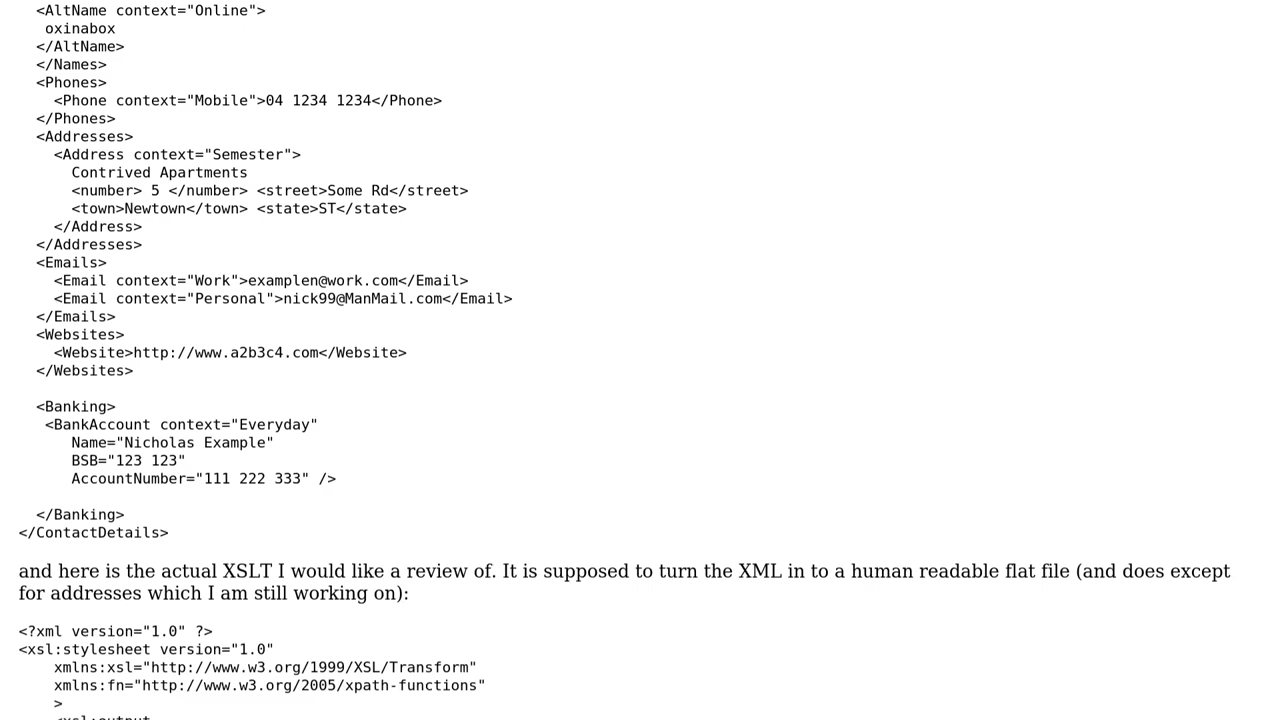 <AltName context="Online">
oxinabox
</AltName>
</Names>
<Phones>
<Phone context="Mobile">04 1234 1234</Phone>
</Phones>
<Addresses>
<Address context="Semester">
Contrived Apartments
<number> 5 </number> <street>Some Rd</street>
<town>Newtown</town> <state>ST</state>
</Address>
</Addresses>
<Emails>
<Email context="Work">examplen@work.com</Email>
<Email context="Personal">nick99@ManMail.com</Email>
</Emails>
<Websites>
<Website>http://www.a2b3c4.com</Website>
</Websites>
<Banking>
<BankAccount context="Everyday"
Name="Nicholas Example"
BSB="123 123"
AccountNumber="111 222 333" />
</Banking>
</ContactDetails>
and here is the actual XSLT I would like a review of. It is supposed to turn the XML in to a human readable flat file (and does except
for addresses which I am still working on):
<?xml version="1.0" ?>
<xsl:stylesheet version="1.0"
xmlns:xsl="http://www.w3.org/1999/XSL/Transform"
xmlns:fn="http://www.w3.org/2005/xpath-functions"
>
<xsl:output